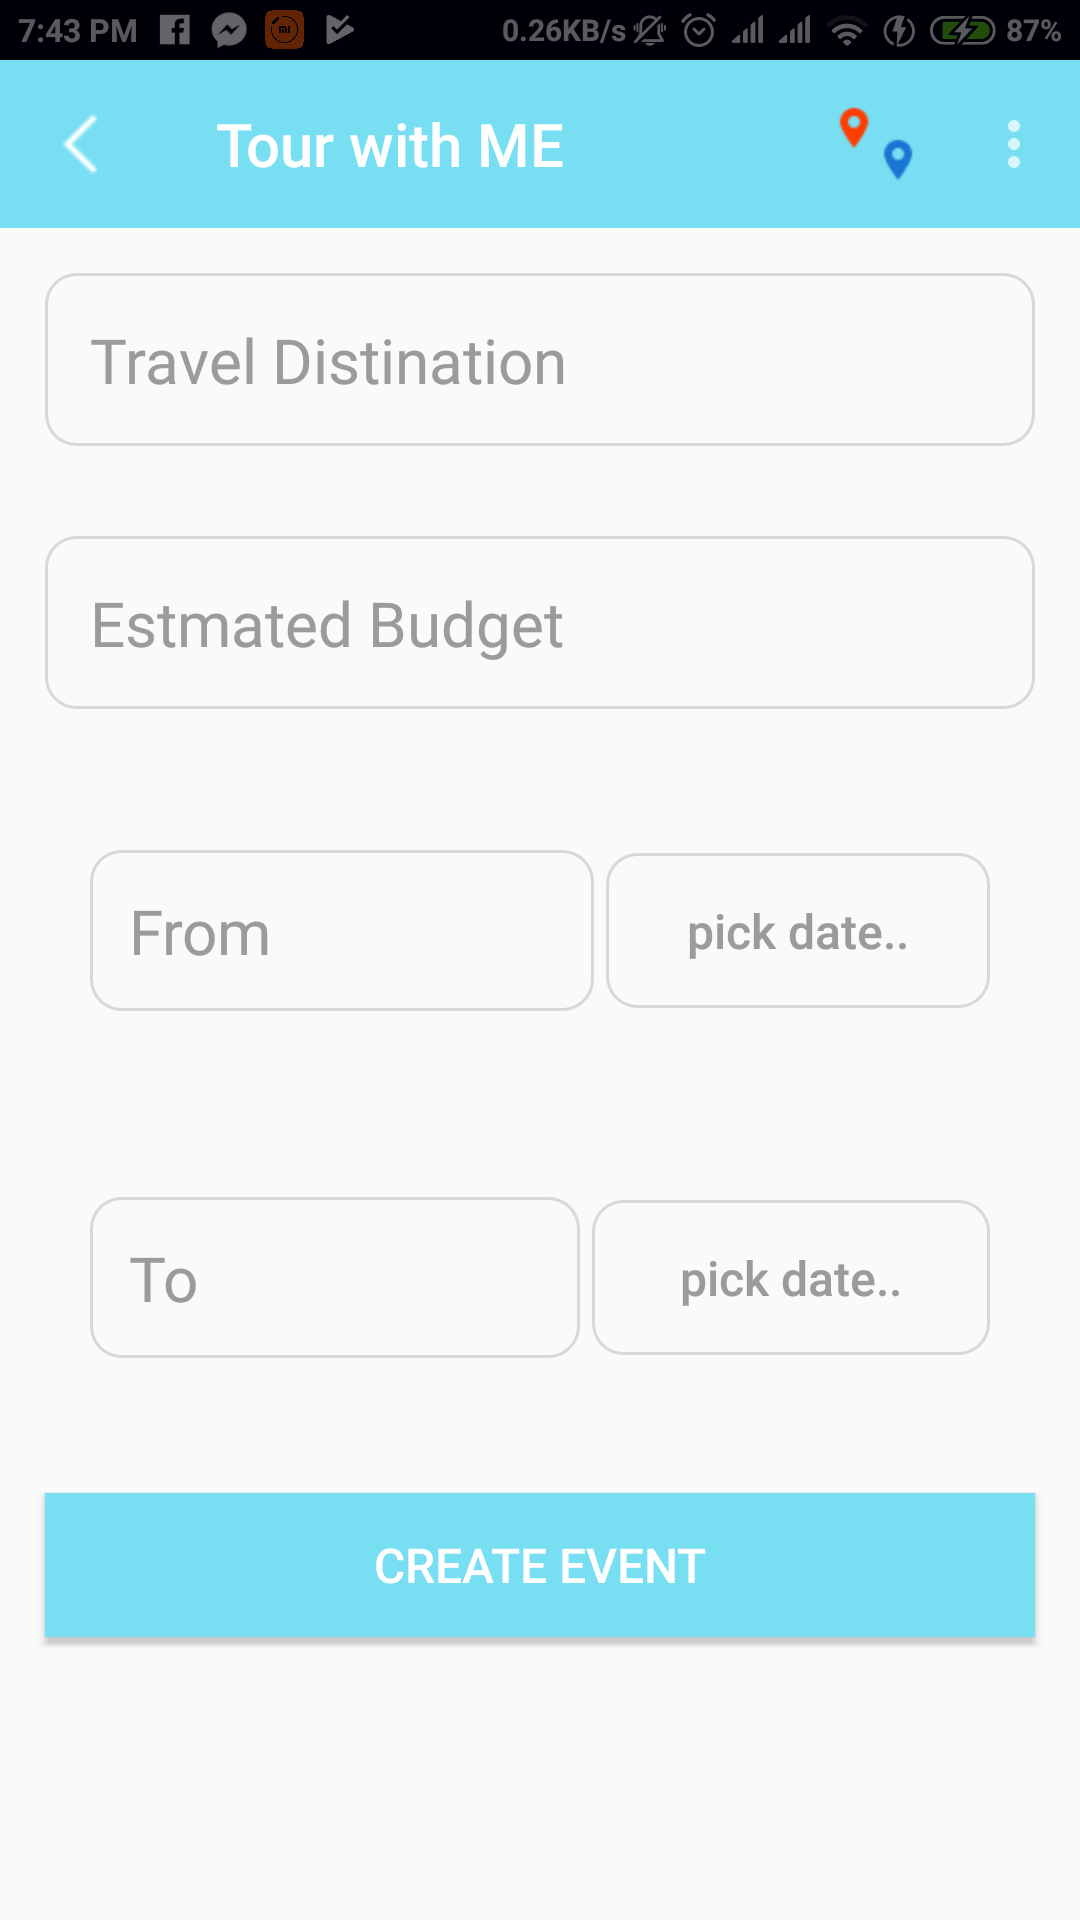 7:43 PM 0.26KB/s 87%
Tour with ME
Travel Distination
Estmated Budget
From pick date..
To pick date..
CREATE EVENT